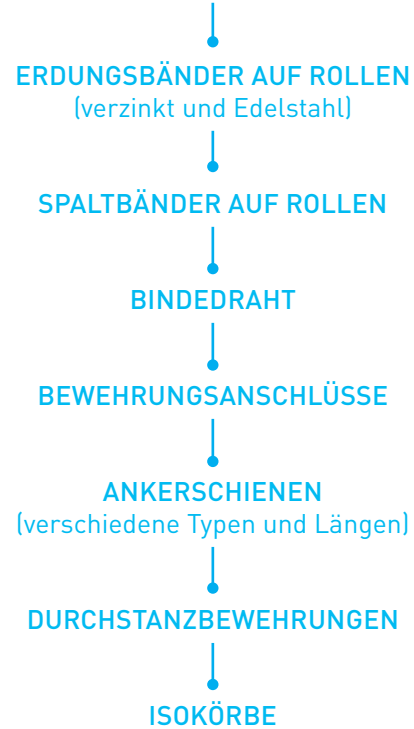 ERDUNGSBÄNDER AUF ROLLEN
(verzinkt und Edelstahl)
SPALTBÄNDER AUF ROLLEN
BINDEDRAHT
BEWEHRUNGSANSCHLÜSSE
ANKERSCHIENEN
(verschiedene Typen und Längen)
DURCHSTANZBEWEHRUNGEN
ISOKÖRBE